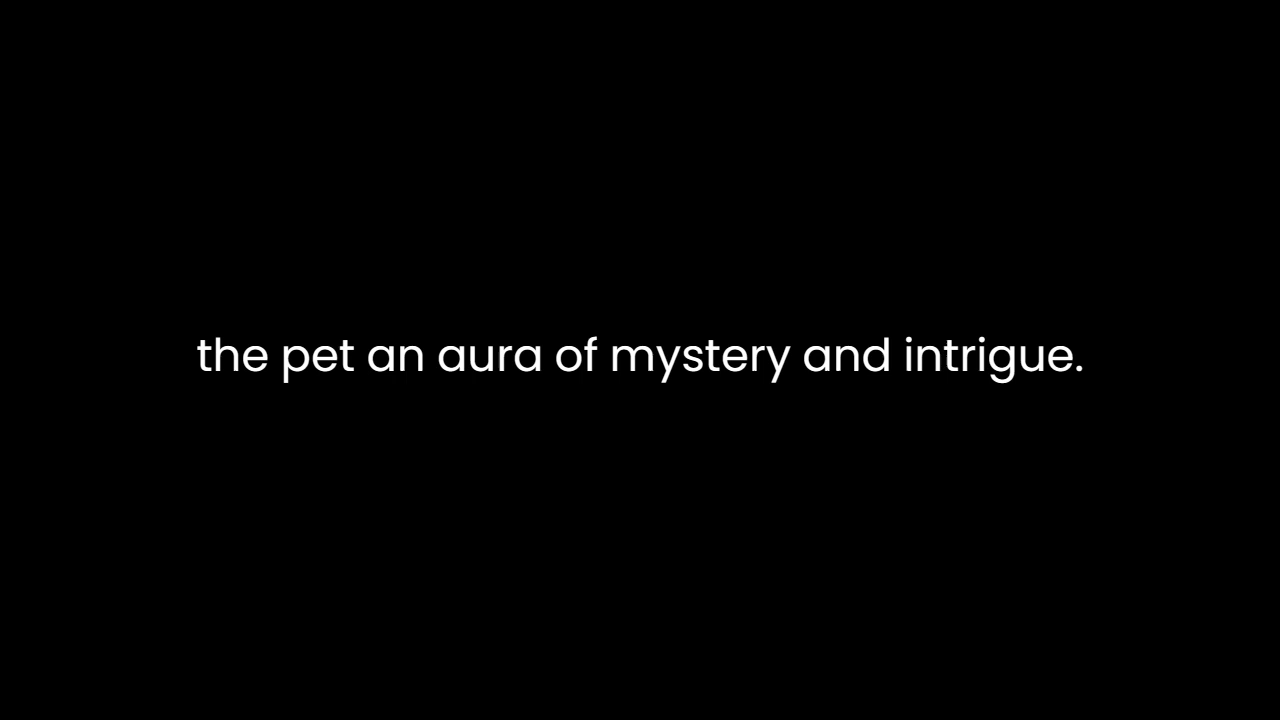 the pet an aura of mystery and intrigue.